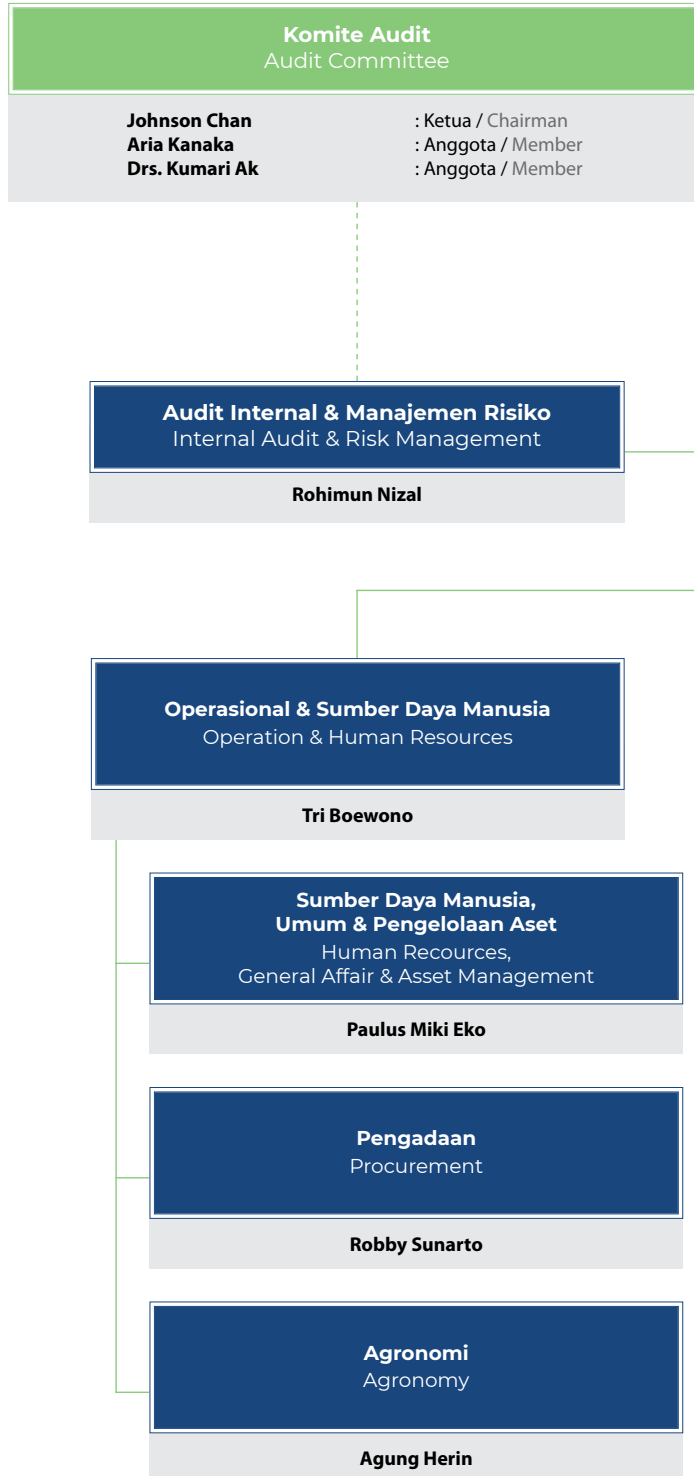 Komite Audit
Audit Committee
Johnson Chan : Ketua / Chairman
Aria Kanaka : Anggota / Member
Drs. Kumari Ak : Anggota / Member
Audit Internal & Manajemen Risiko
Internal Audit & Risk Management
Rohimun Nizal
Operasional & Sumber Daya Manusia
Operation & Human Resources
Tri Boewono
Sumber Daya Manusia,
Umum & Pengelolaan Aset
Human Recources,
General Affair & Asset Management
Paulus Miki Eko
Pengadaan
Procurement
Robby Sunarto
Agronomi
Agronomy
Agung Herin